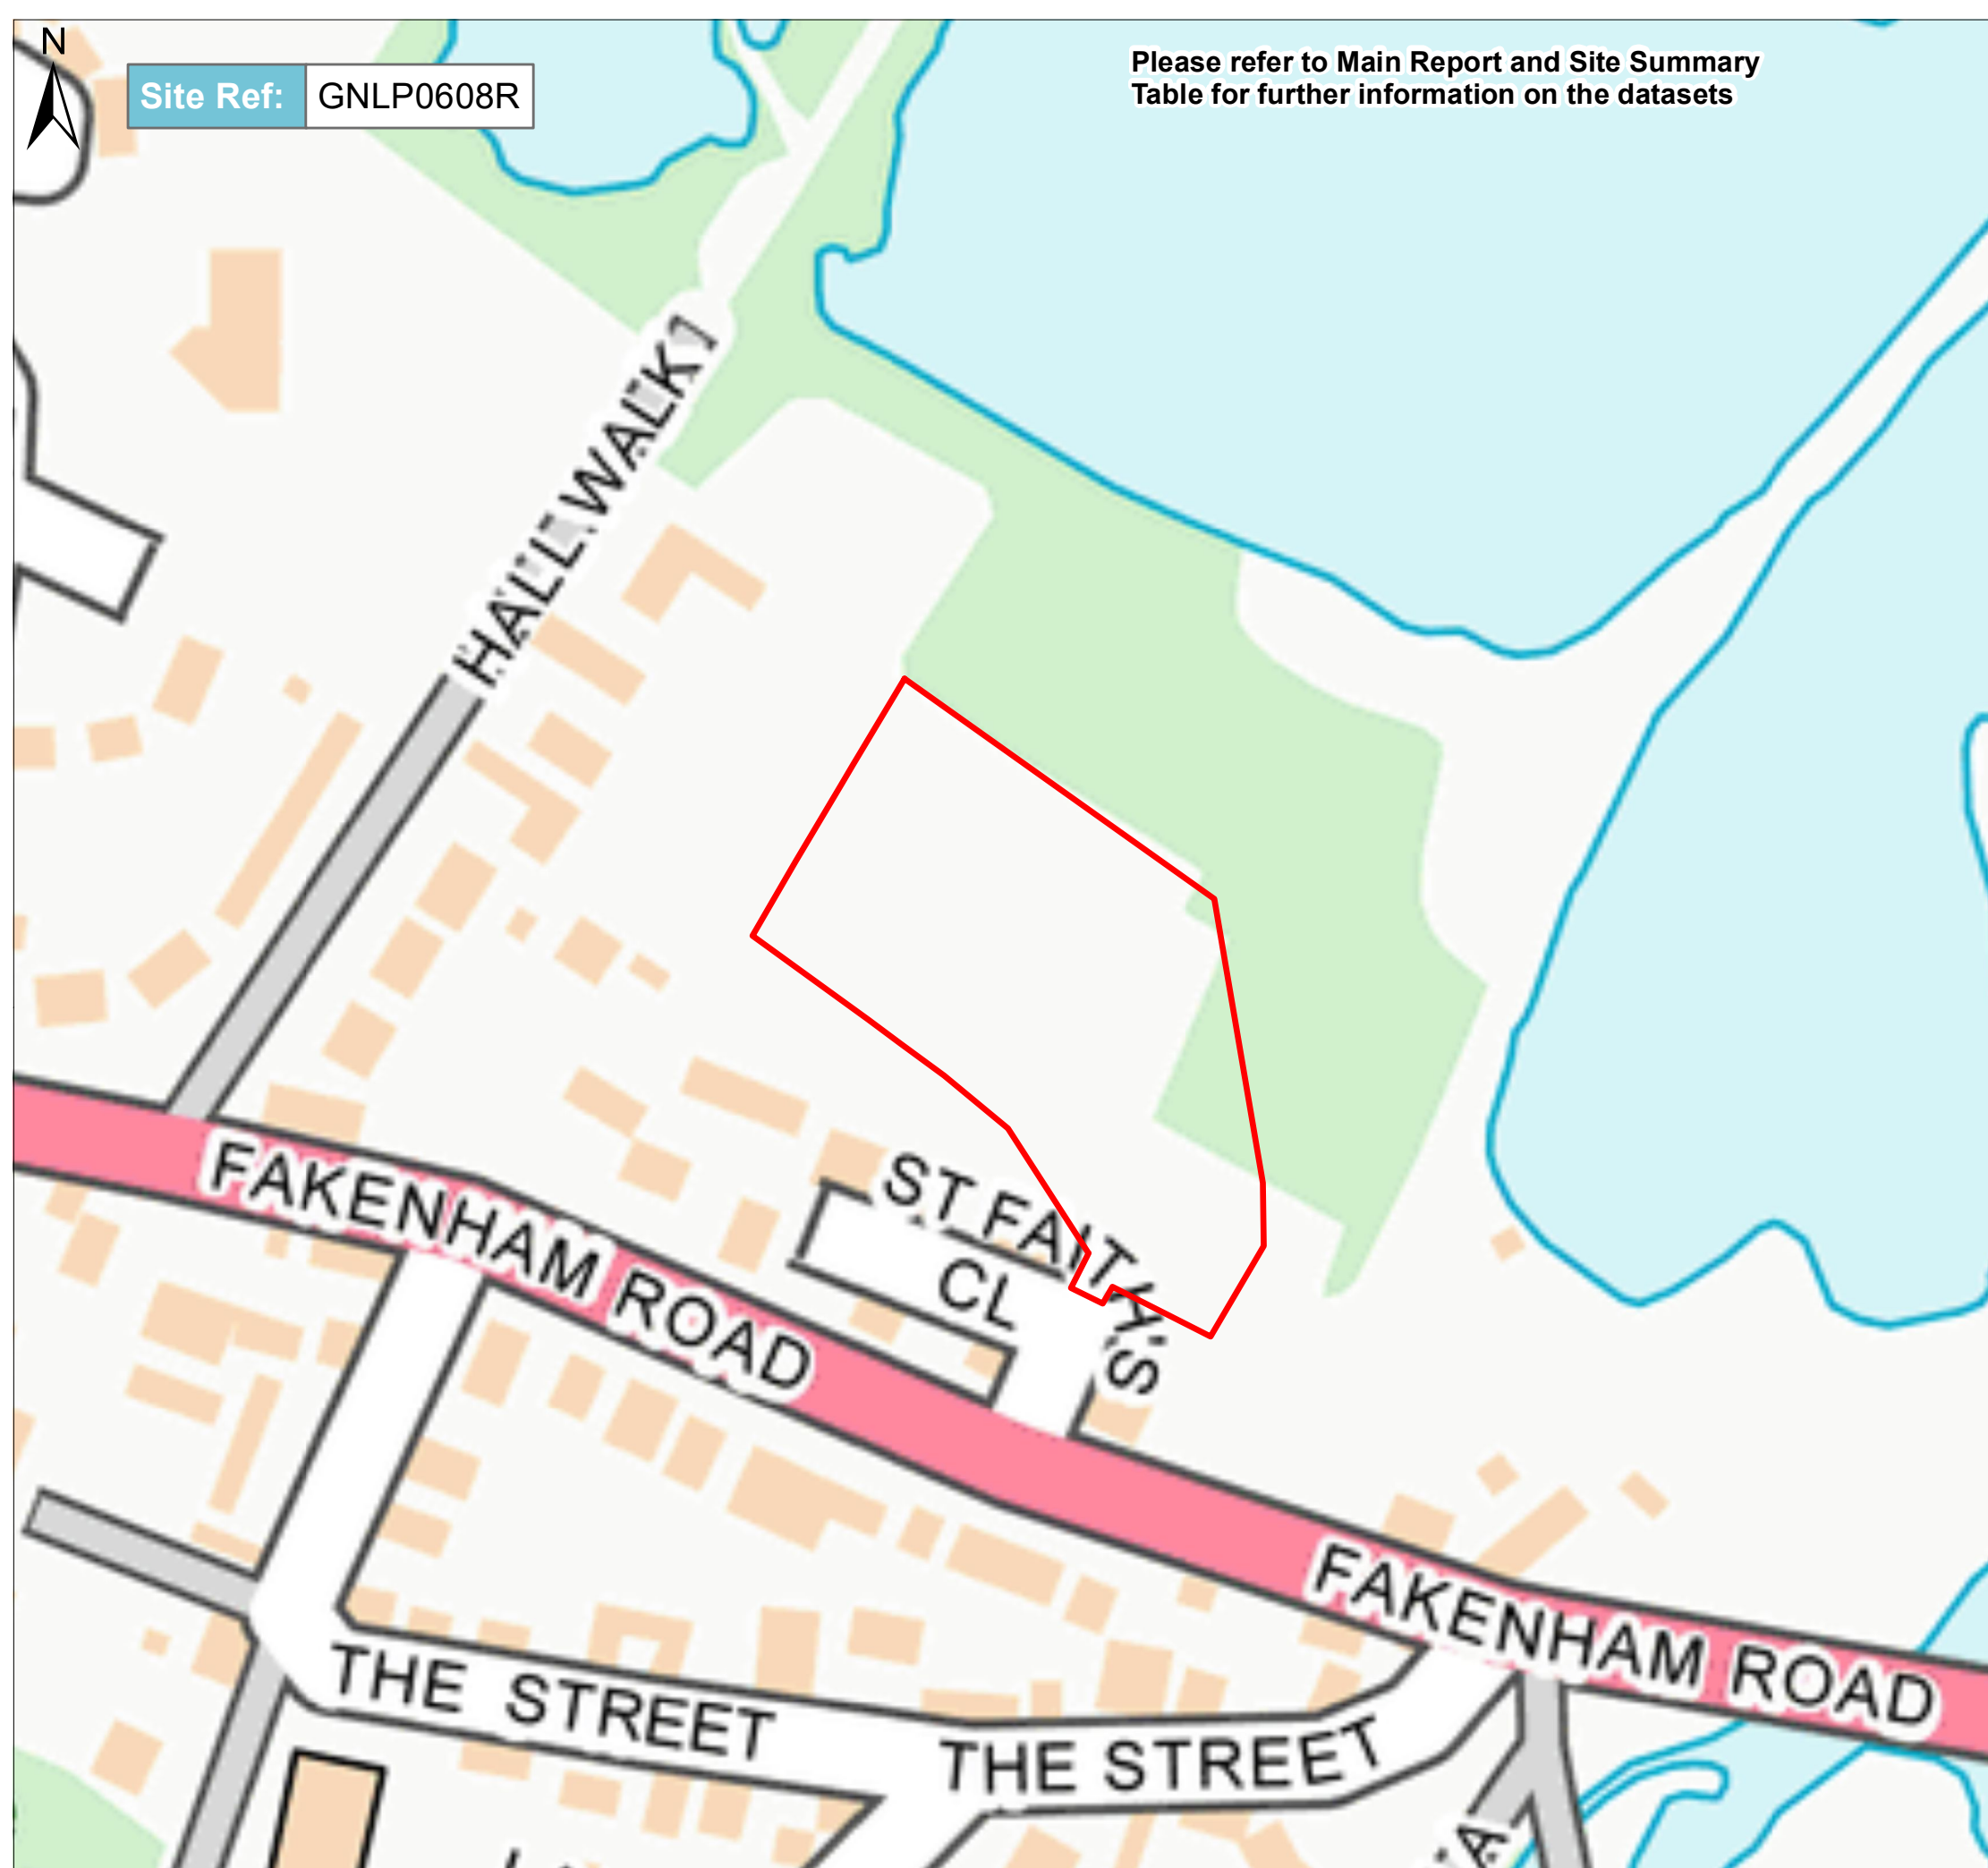 N
Site Ref: GNLP0608R
Please refer to Main Report and Site Summary
Table for further information on the datasets
HALL WALK
ST FAITH'S
CL
FAKENHAM ROAD
FAKENHAM ROAD
THE STREET
THE STREET